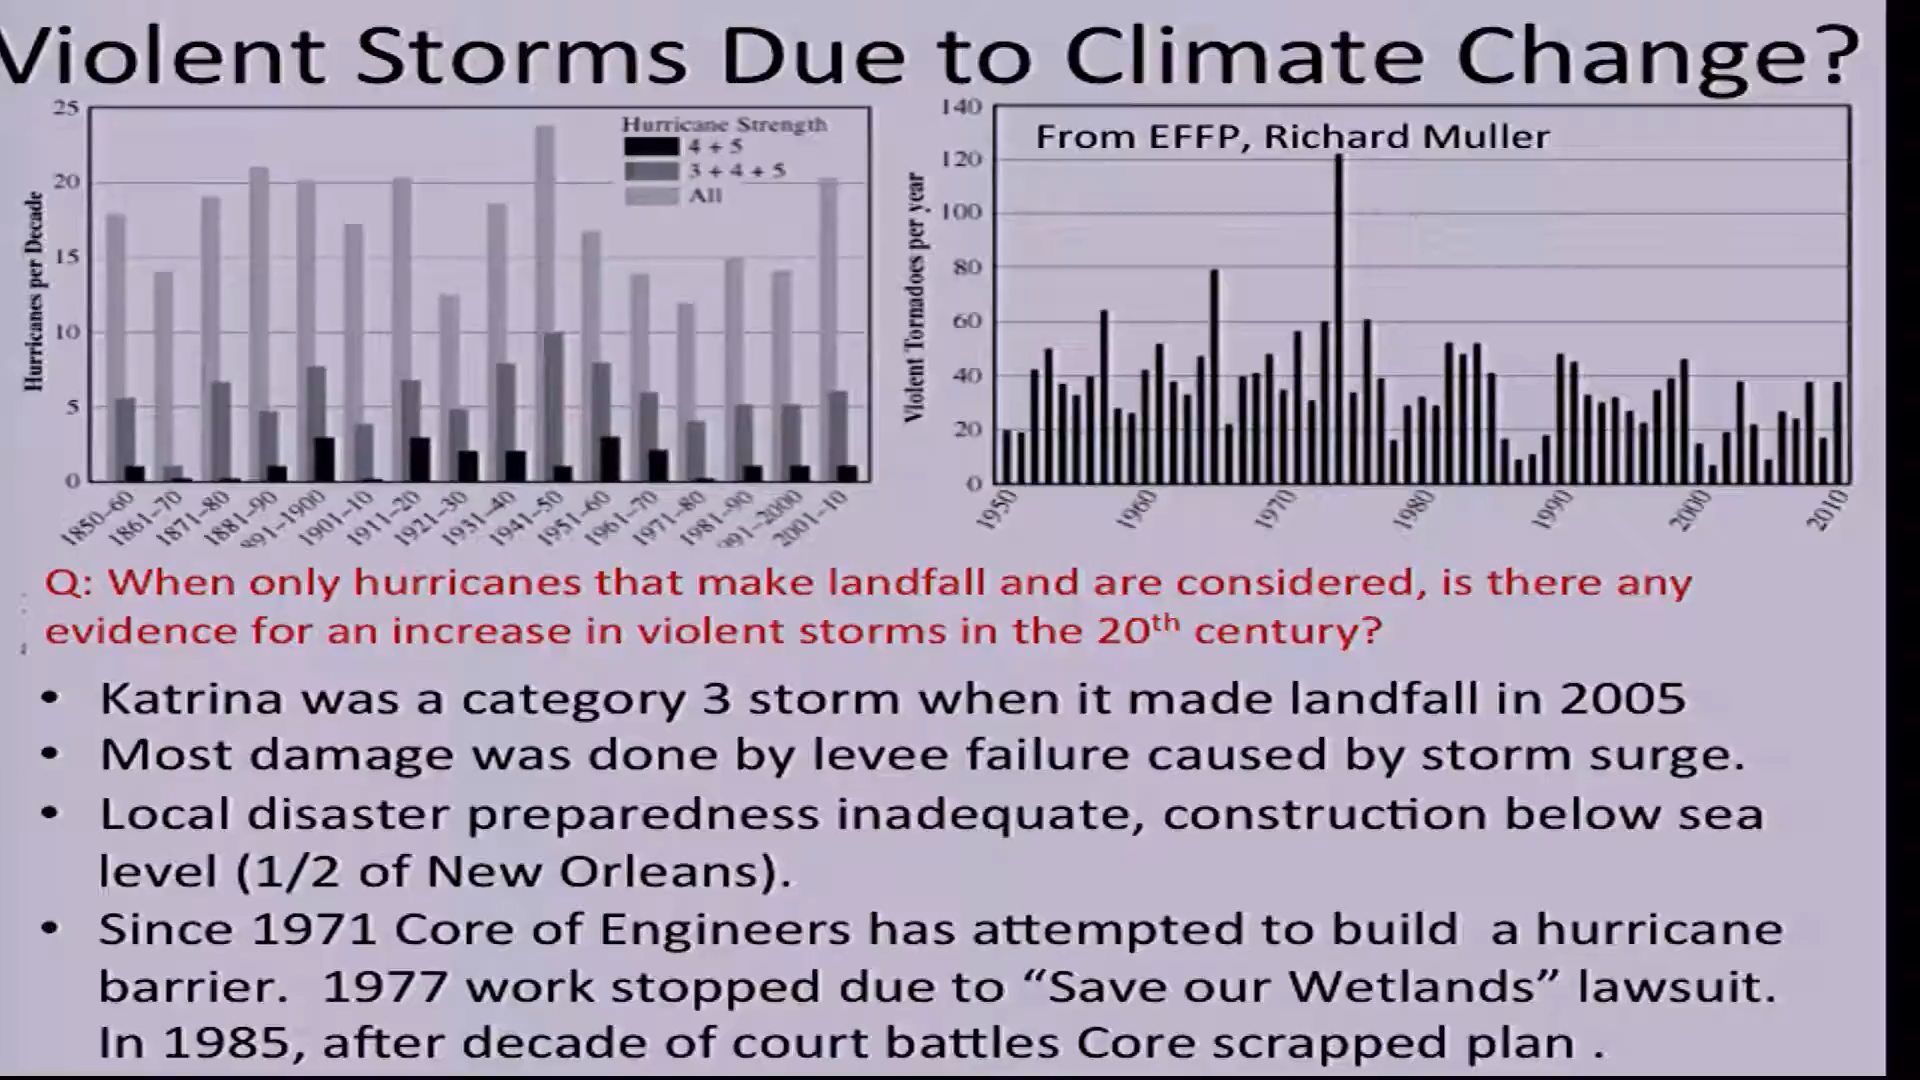 Violent Storms Due to Climate Change?
25
20
15
10
5
0
Hurricanes per Decade
Hurricane Strength
4 + 5
3 + 4 + 5
All
1850–60
1861–70
1871–80
1881–90
891–1900
1901–10
1911–20
1921–30
1931–40
1941–50
1951–60
1961–70
1971–80
1981–90
991–2000
2001–10
140
120
100
80
60
40
20
0
Violent Tornadoes per year
From EFFP, Richard Muller
1950
1960
1970
1980
1990
2000
2010
Q: When only hurricanes that make landfall and are considered, is there any
evidence for an increase in violent storms in the 20th century?
• Katrina was a category 3 storm when it made landfall in 2005
• Most damage was done by levee failure caused by storm surge.
• Local disaster preparedness inadequate, construction below sea
level (1/2 of New Orleans).
• Since 1971 Core of Engineers has attempted to build a hurricane
barrier. 1977 work stopped due to “Save our Wetlands” lawsuit.
In 1985, after decade of court battles Core scrapped plan .